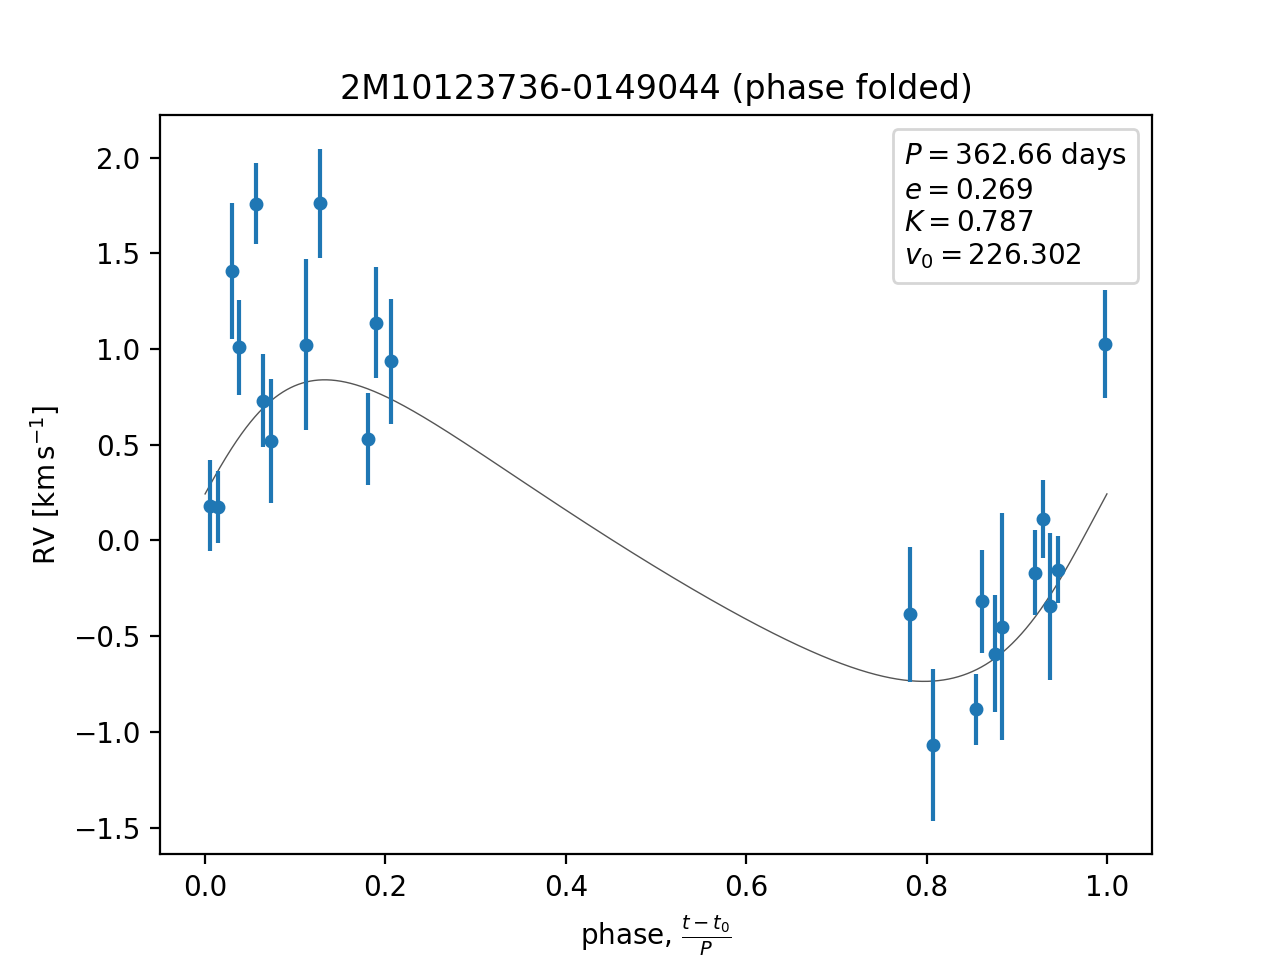 2M10123736-0149044 (phase folded)
P = 362.66 days
e = 0.269
K = 0.787
v₀ = 226.302
2.0
1.5
1.0
0.5
0.0
−0.5
−1.0
−1.5
RV [km s⁻¹]
0.0 0.2 0.4 0.6 0.8 1.0
phase, (t − t₀)/P